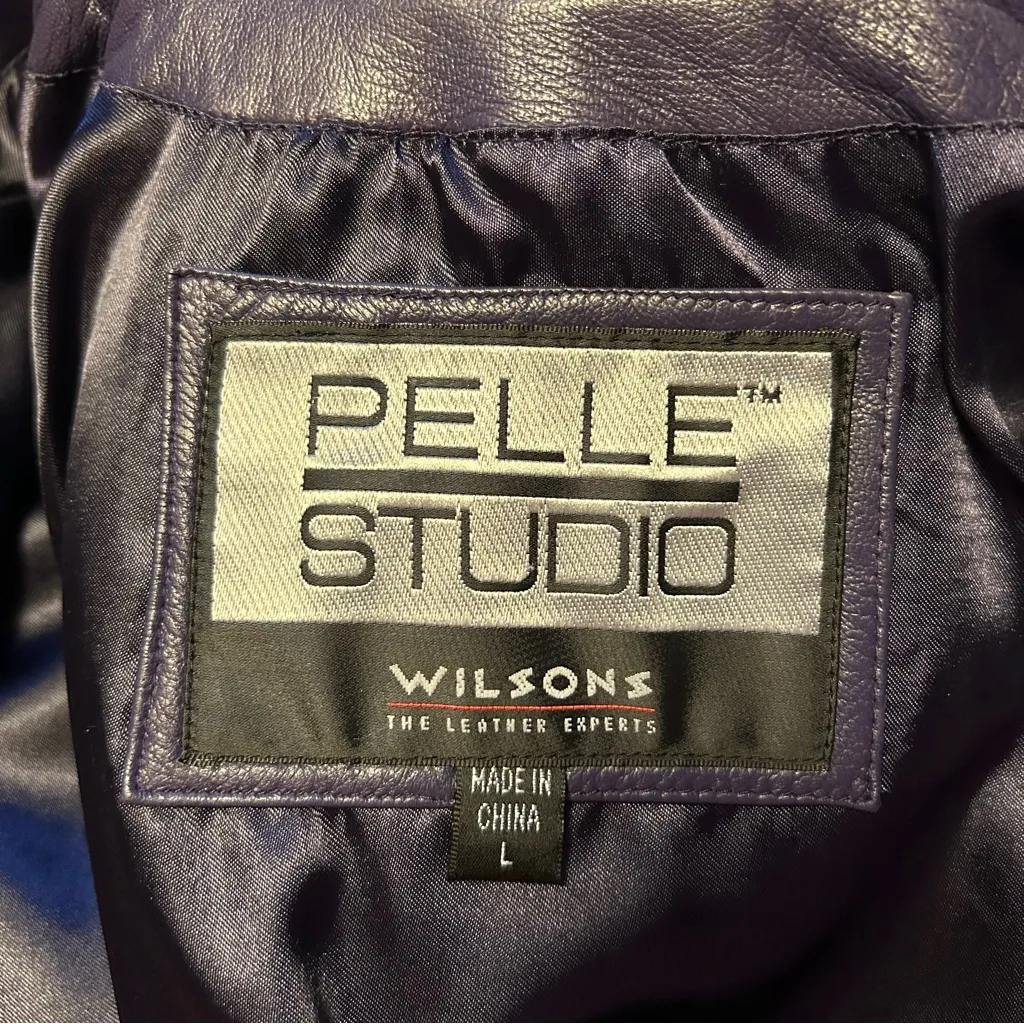 PELLE™
STUDIO
WILSONS
THE LEATHER EXPERTS
MADE IN
CHINA
L